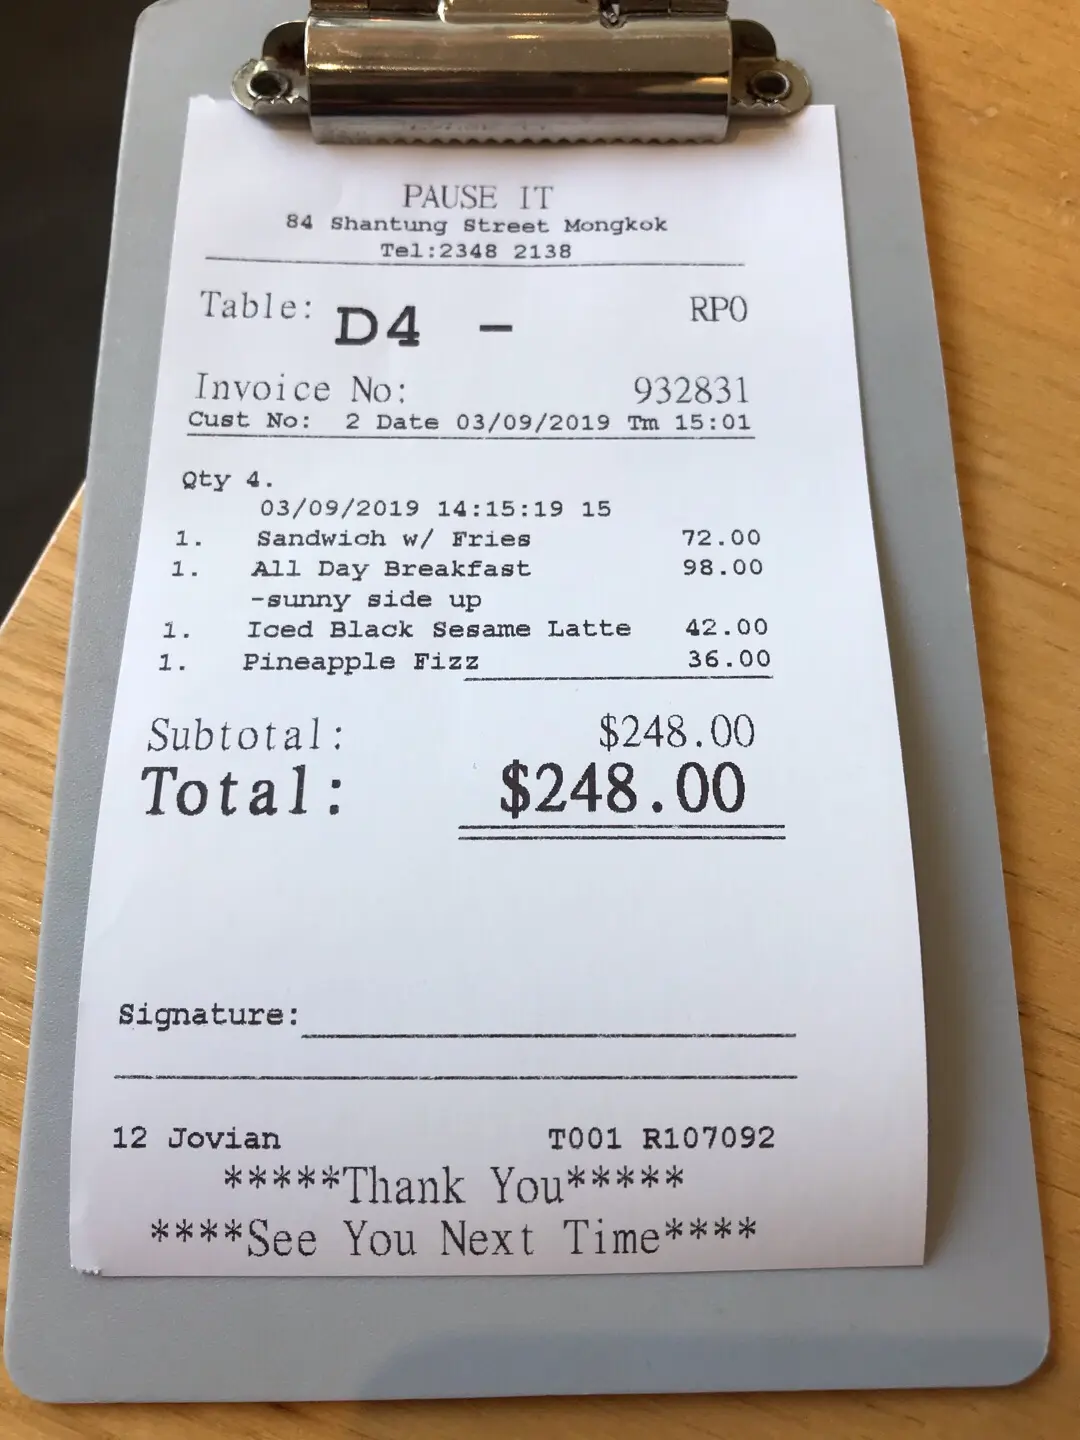 PAUSE IT
84 Shantung Street Mongkok
Tel:2348 2138
Table: D4 - RPO
Invoice No: 932831
Cust No: 2 Date 03/09/2019 Tm 15:01
Qty 4.
03/09/2019 14:15:19 15
1. Sandwich w/ Fries 72.00
1. All Day Breakfast 98.00
-sunny side up
1. Iced Black Sesame Latte 42.00
1. Pineapple Fizz 36.00
Subtotal: $248.00
Total: $248.00
Signature:
12 Jovian T001 R107092
*****Thank You*****
****See You Next Time****